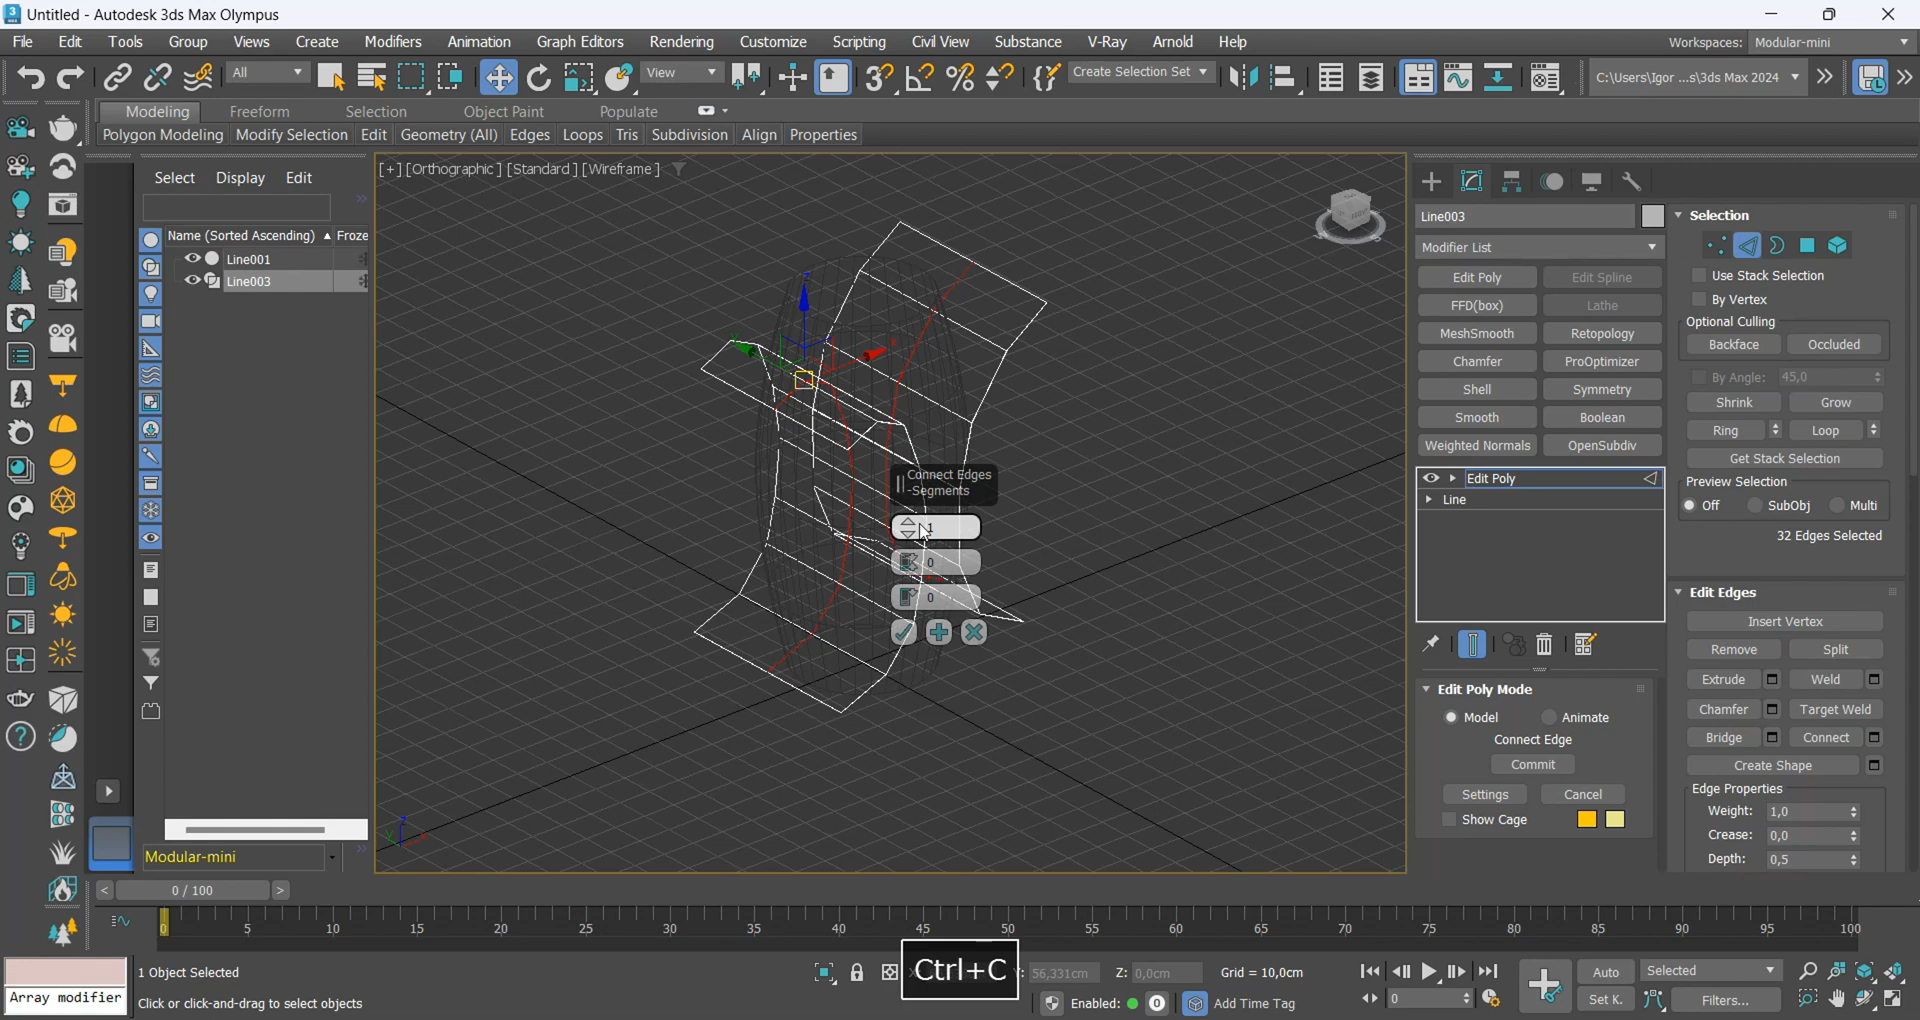 Untitled - Autodesk 3ds Max Olympus
File Edit Tools Group Views Create Modifiers Animation Graph Editors Rendering Customize Scripting Civil View Substance V-Ray Arnold Help Workspaces: Modular-mini
All View Create Selection Set C:\Users\Igor ...s\3ds Max 2024
Modeling Freeform Selection Object Paint Populate
Polygon Modeling Modify Selection Edit Geometry (All) Edges Loops Tris Subdivision Align Properties
[+] [Orthographic ] [Standard ] [Wireframe ]
Select Display Edit
Name (Sorted Ascending) Froze
Line001
Line003
Connect Edges
-Segments
1
0
0
Line003
Modifier List
Edit Poly Edit Spline
FFD(box) Lathe
MeshSmooth Retopology
Chamfer ProOptimizer
Shell Symmetry
Smooth Boolean
Weighted Normals OpenSubdiv
Edit Poly
Line
Edit Poly Mode
Model Animate
Connect Edge
Commit
Settings Cancel
Show Cage
Selection
Use Stack Selection
By Vertex
Optional Culling
Backface Occluded
By Angle: 45,0
Shrink Grow
Ring Loop
Get Stack Selection
Preview Selection
Off SubObj Multi
32 Edges Selected
Edit Edges
Insert Vertex
Remove Split
Extrude Weld
Chamfer Target Weld
Bridge Connect
Create Shape
Edge Properties
Weight: 1,0
Crease: 0,0
Depth: 0,5
Modular-mini
< 0 / 100 >
0 5 10 15 20 25 30 35 40 45 50 55 60 65 70 75 80 85 90 95 100
1 Object Selected
Array modifier Click or click-and-drag to select objects
Ctrl+C
56,331cm Z: 0,0cm Grid = 10,0cm
Enabled: 0 Add Time Tag
0
Auto Selected
Set K. Filters...